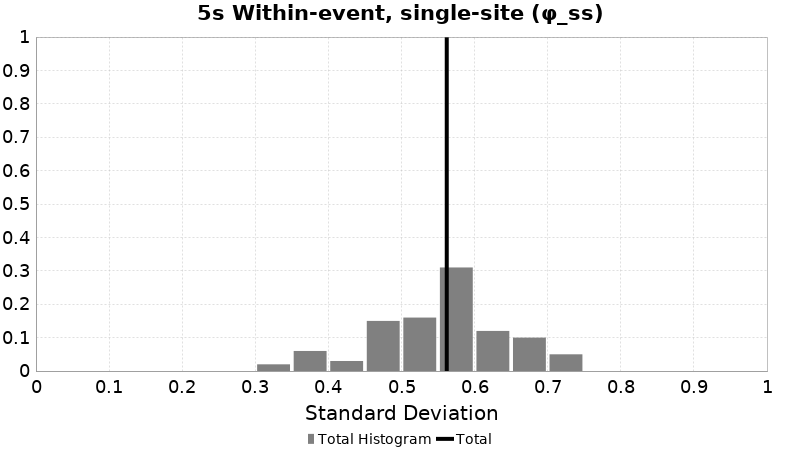 5s Within-event, single-site (φ_ss)
1
0.9
0.8
0.7
0.6
0.5
0.4
0.3
0.2
0.1
0
0 0.1 0.2 0.3 0.4 0.5 0.6 0.7 0.8 0.9 1
Standard Deviation
Total Histogram Total